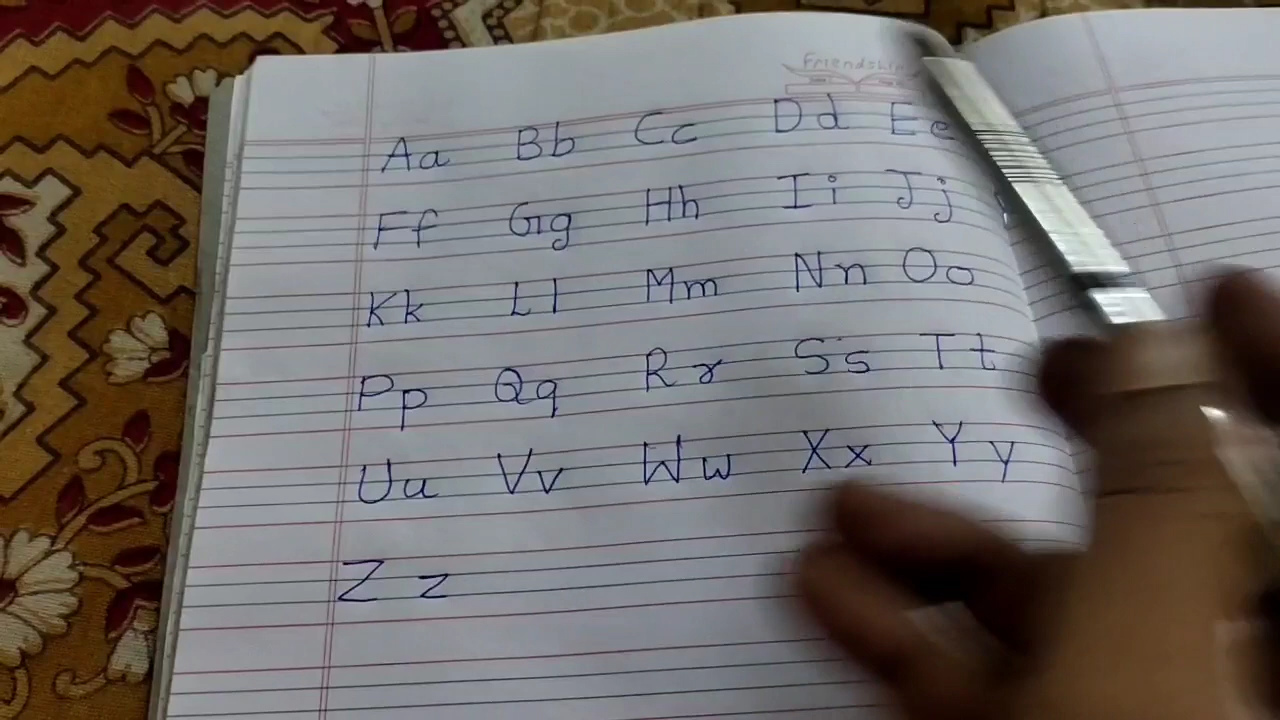 Friendship
Aa Bb Cc Dd Ee
Ff Gg Hh Ii Jj
Kk Ll Mm Nn Oo
Pp Qq Rr Ss Tt
Uu Vv Ww Xx Yy
Zz